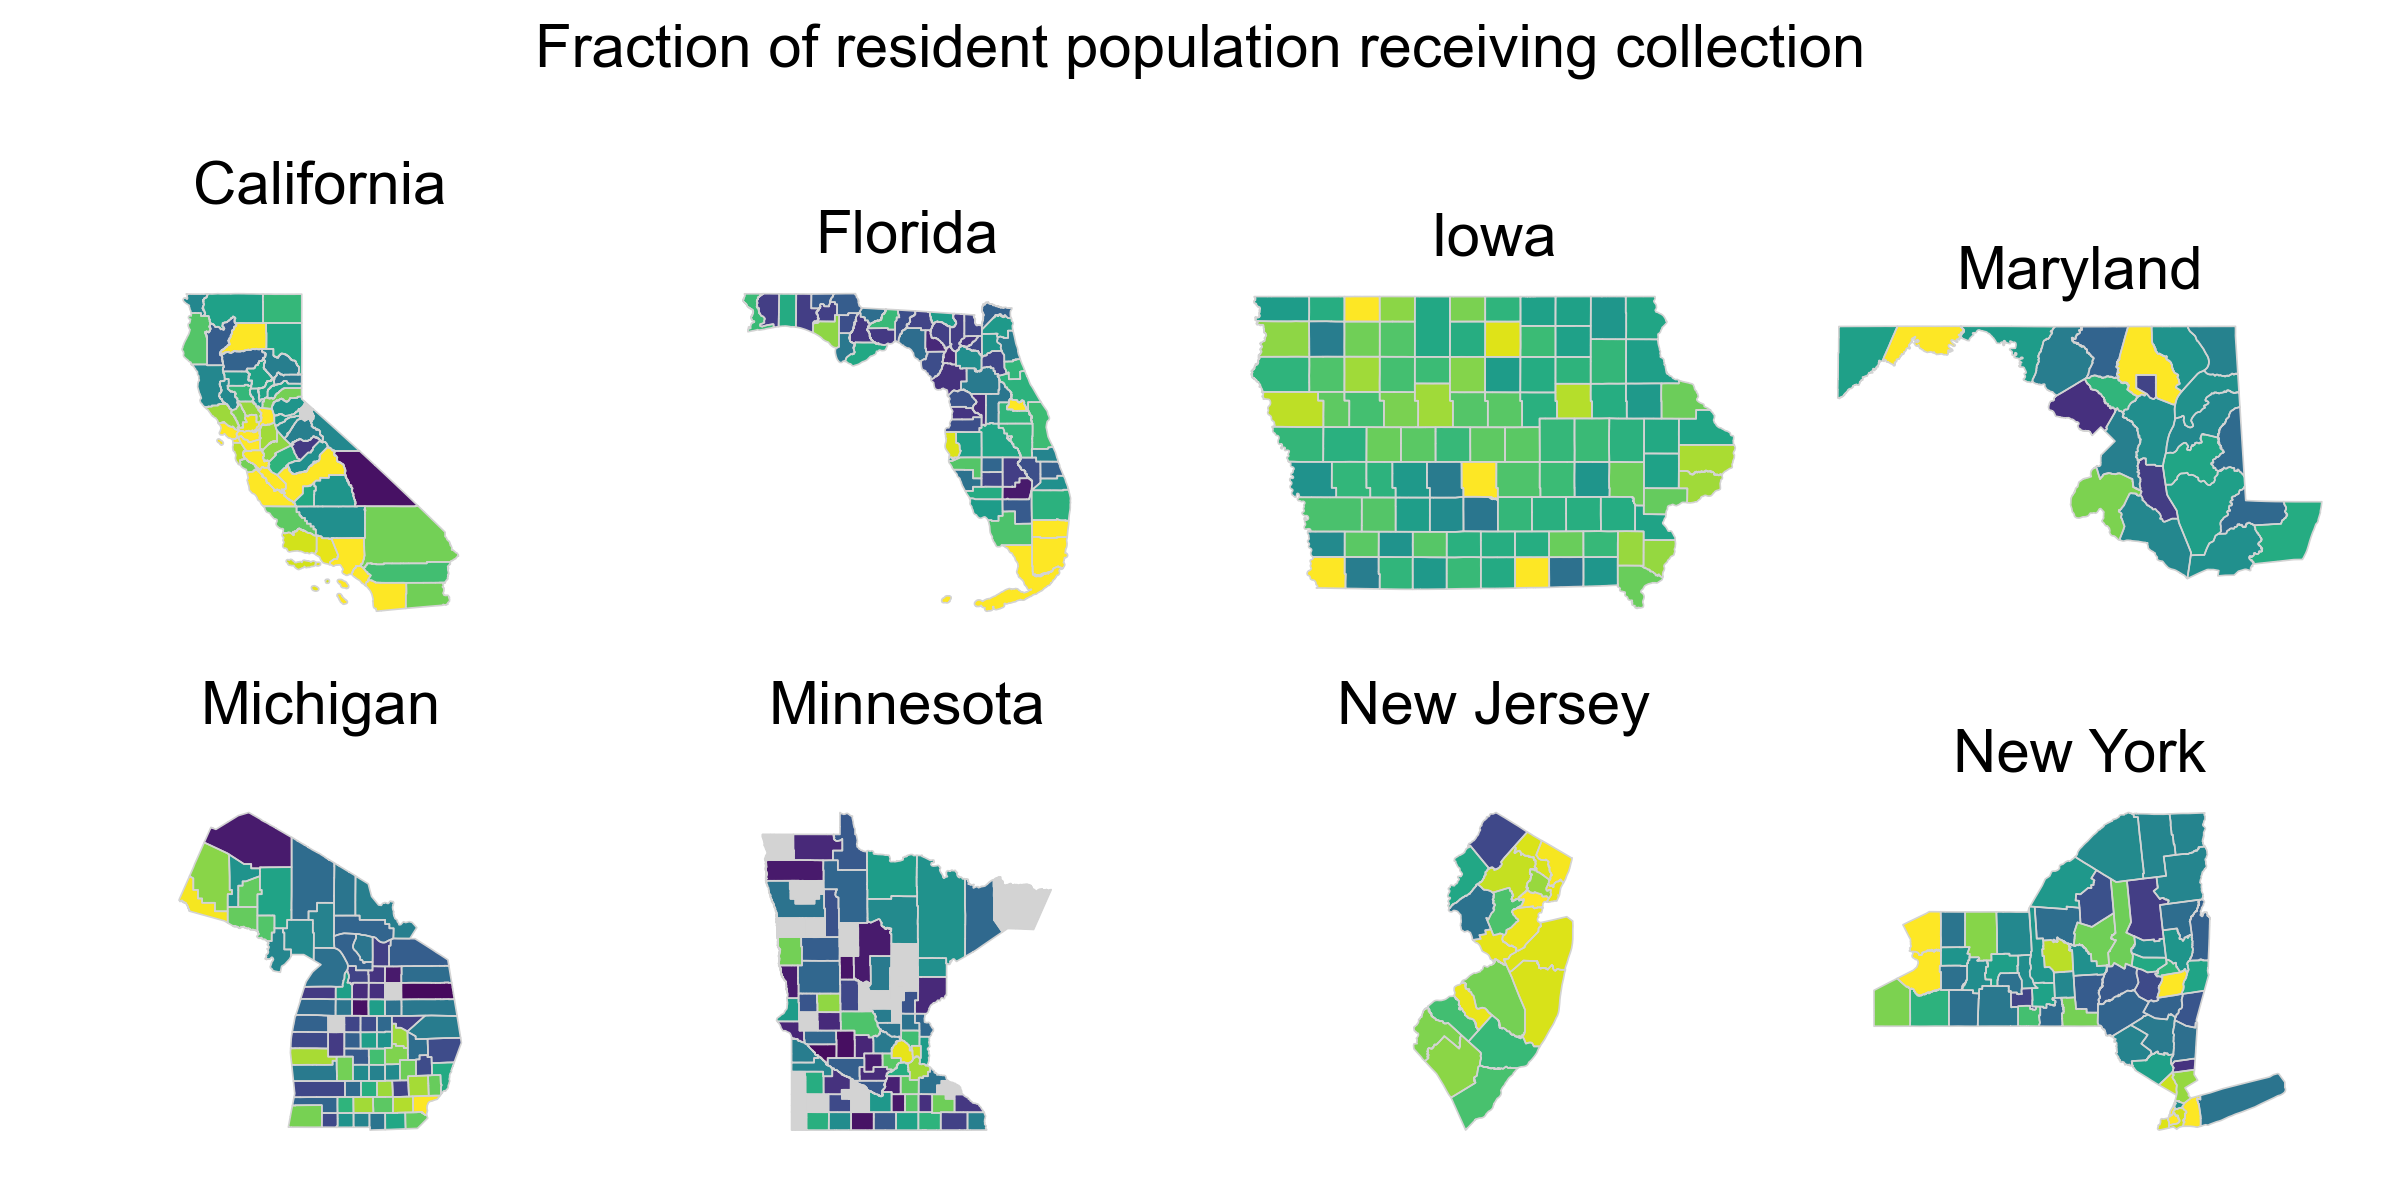 Fraction of resident population receiving collection
California
Florida
Iowa
Maryland
Michigan
Minnesota
New Jersey
New York